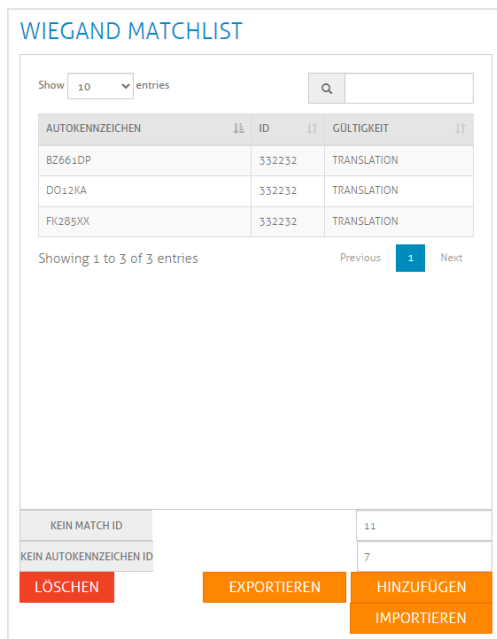 WIEGAND MATCHLIST
Show 10 entries
AUTOKENNZEICHEN ID GÜLTIGKEIT
BZ661DP 332232 TRANSLATION
DO12KA 332232 TRANSLATION
FK285XX 332232 TRANSLATION
Showing 1 to 3 of 3 entries Previous 1 Next
KEIN MATCH ID 11
KEIN AUTOKENNZEICHEN ID 7
LÖSCHEN EXPORTIEREN HINZUFÜGEN
IMPORTIEREN